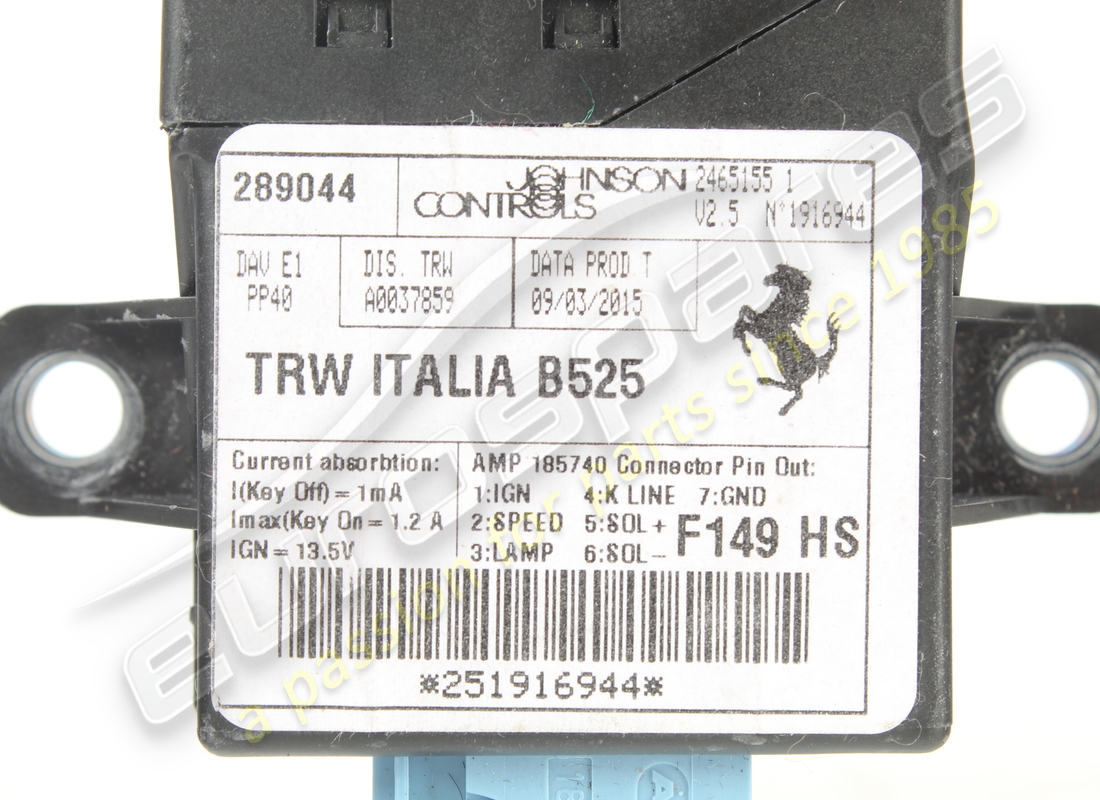 289044
JOHNSON CONTROLS
2465155 1
V2.5 N°1916944
DAV E1
PP40
DIS. TRW
A0037859
DATA PROD.T
09/03/2015
TRW ITALIA B525
Current absorbtion:
I(Key Off) = 1mA
Imax(Key On = 1.2 A
IGN = 13.5V
AMP 185740 Connector Pin Out:
1:IGN 4:K LINE 7:GND
2:SPEED 5:SOL+
3:LAMP 6:SOL-
F149 HS
*251916944*
eurospares
a passion for parts since 1985